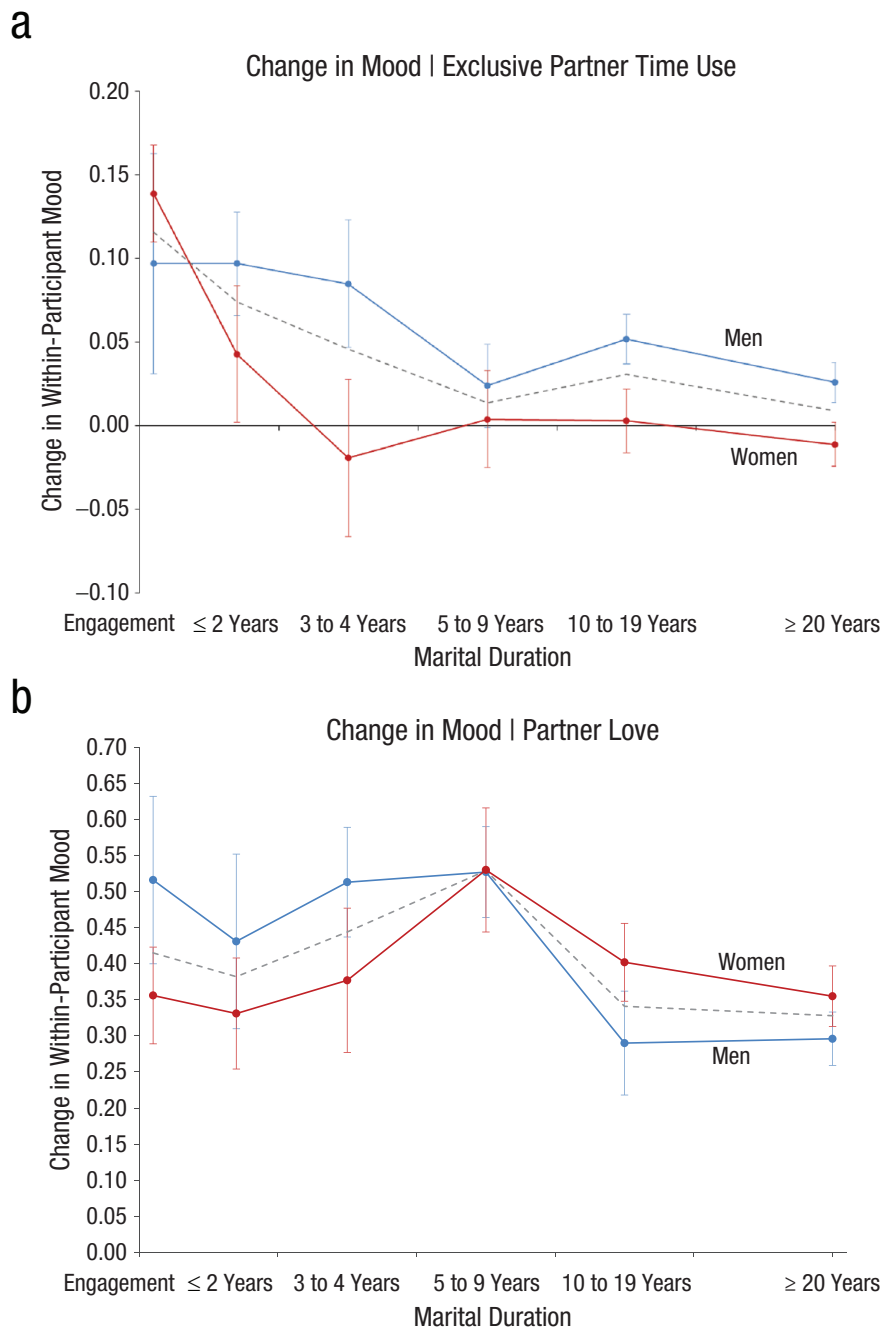 a
Change in Mood | Exclusive Partner Time Use
Change in Within-Participant Mood
0.20
0.15
0.10
0.05
0.00
−0.05
−0.10
Men
Women
Engagement ≤ 2 Years 3 to 4 Years 5 to 9 Years 10 to 19 Years ≥ 20 Years
Marital Duration
b
Change in Mood | Partner Love
Change in Within-Participant Mood
0.70
0.65
0.60
0.55
0.50
0.45
0.40
0.35
0.30
0.25
0.20
0.15
0.10
0.05
0.00
Women
Men
Engagement ≤ 2 Years 3 to 4 Years 5 to 9 Years 10 to 19 Years ≥ 20 Years
Marital Duration